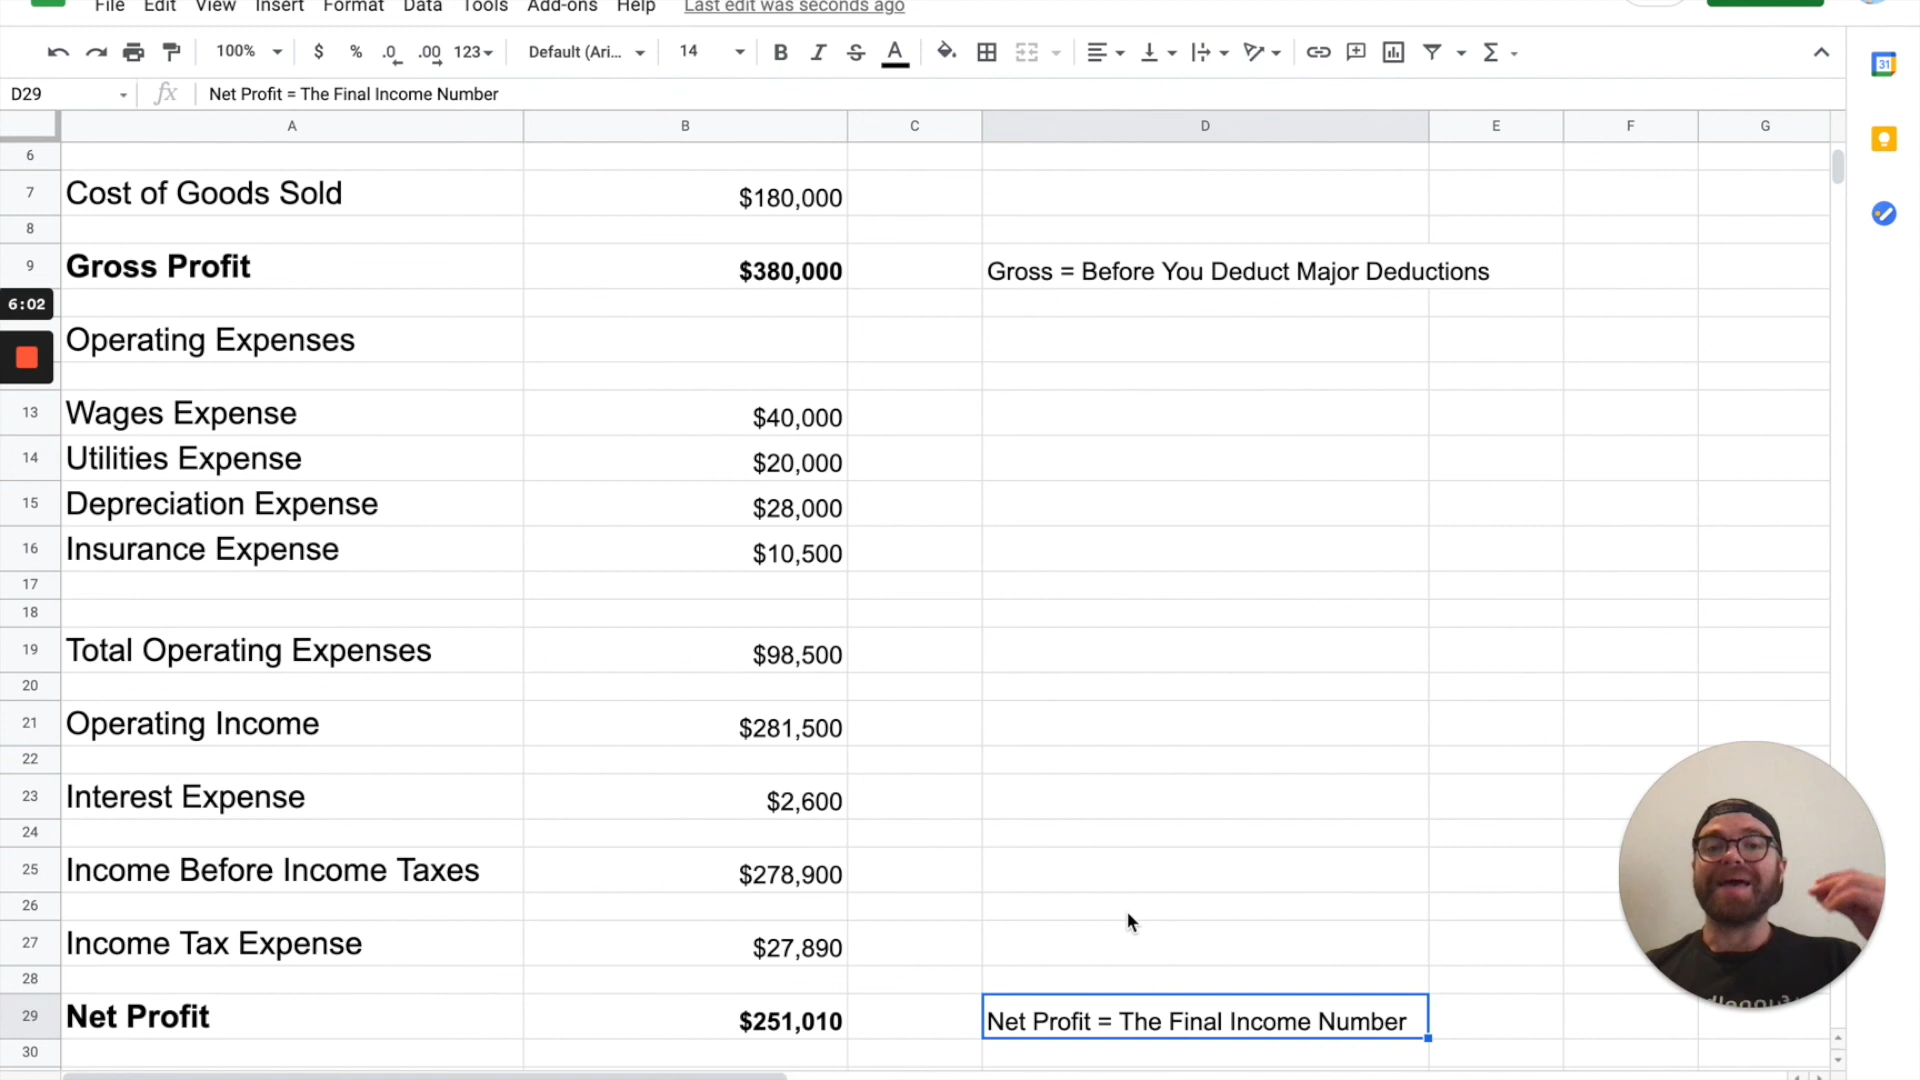 File Edit View Insert Format Data Tools Add-ons Help Last edit was seconds ago
100% $ % .0 .00 123 Default (Ari... 14 B I S A Σ 31
D29 fx Net Profit = The Final Income Number
A B C D E F G
6
7 Cost of Goods Sold $180,000
8
9 Gross Profit $380,000 Gross = Before You Deduct Major Deductions
6:02
Operating Expenses
13 Wages Expense $40,000
14 Utilities Expense $20,000
15 Depreciation Expense $28,000
16 Insurance Expense $10,500
17
18
19 Total Operating Expenses $98,500
20
21 Operating Income $281,500
22
23 Interest Expense $2,600
24
25 Income Before Income Taxes $278,900
26
27 Income Tax Expense $27,890
28
29 Net Profit $251,010 Net Profit = The Final Income Number
30